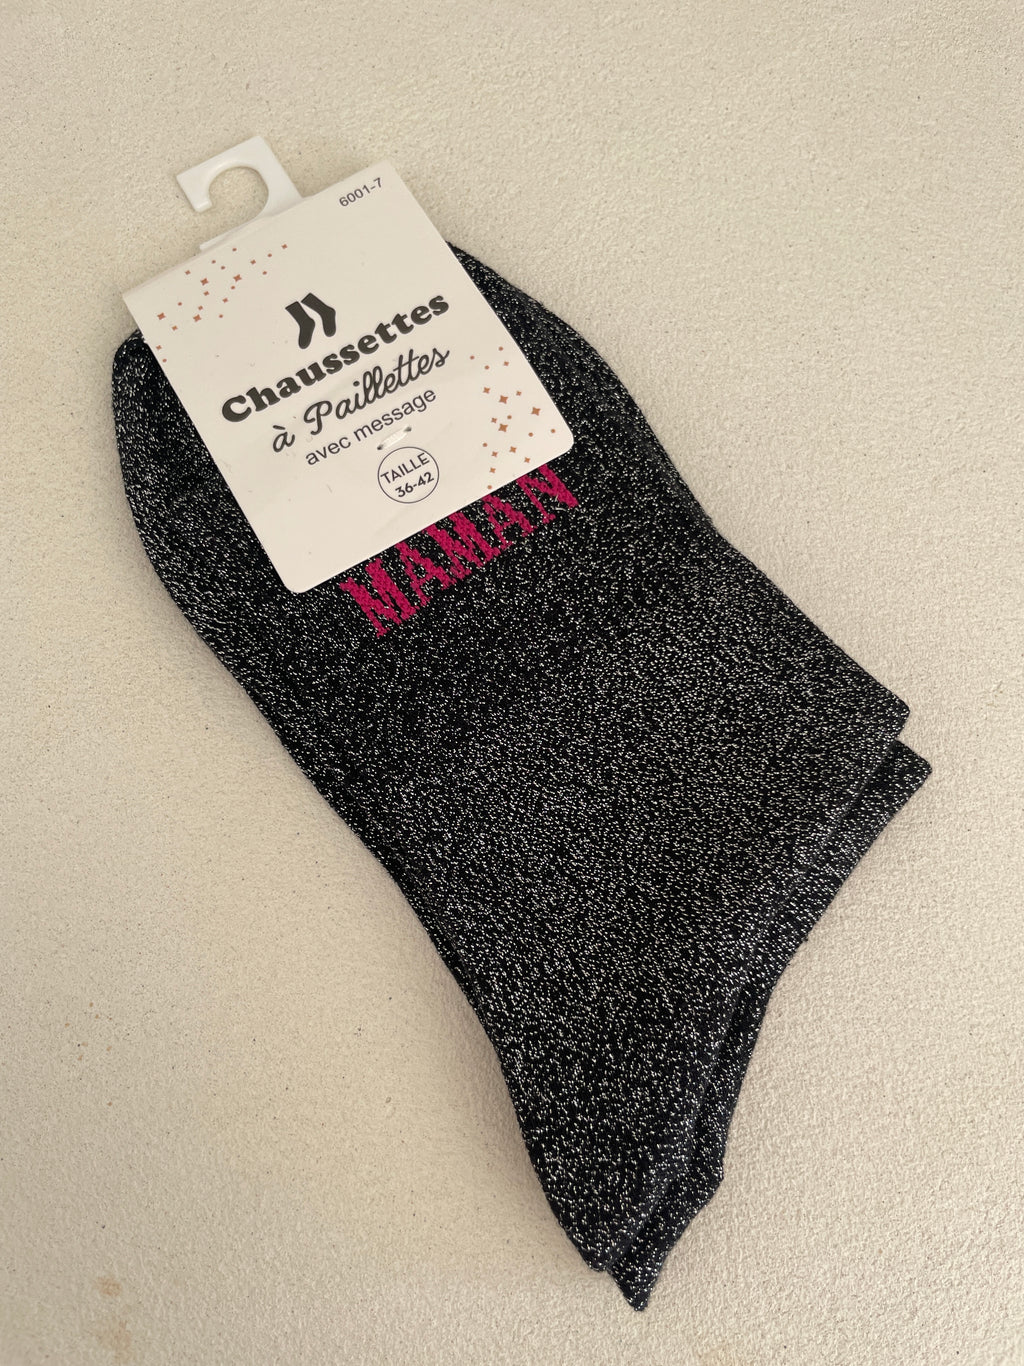 6001-7
Chaussettes
à Paillettes
avec message
TAILLE
36-42
MAMAN